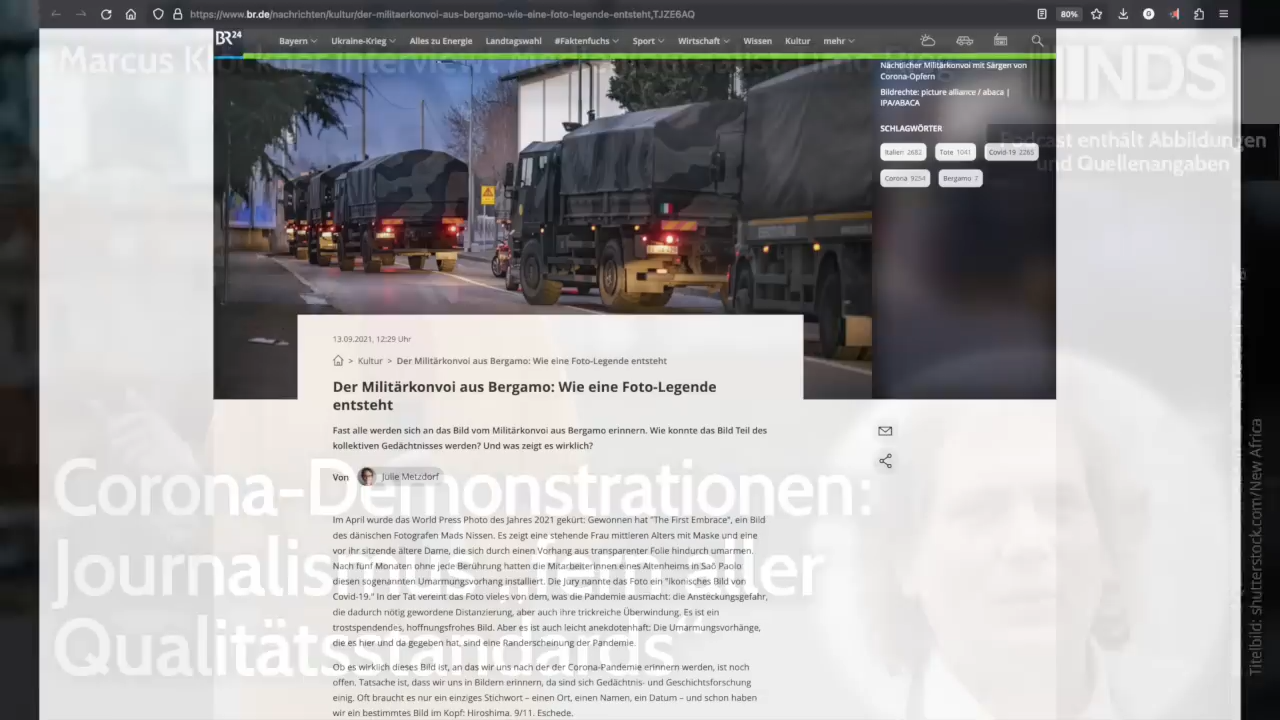 https://www.br.de/nachrichten/kultur/der-militaerkonvoi-aus-bergamo-wie-eine-foto-legende-entsteht,TJZE6AQ
80%
BR24
Bayern
Ukraine-Krieg
Alles zu Energie
Landtagswahl
#Faktenfuchs
Sport
Wirtschaft
Wissen
Kultur
mehr
Marcus
INDS
Podcast enthält Abbildungen
und Quellenangaben
Nächtlicher Militärkonvoi mit Särgen von
Corona-Opfern
Bildrechte: picture alliance / abaca |
IPA/ABACA
SCHLAGWÖRTER
Italien 2682
Tote 1041
Covid-19 2265
Corona 9254
Bergamo 7
13.09.2021, 12:29 Uhr
> Kultur > Der Militärkonvoi aus Bergamo: Wie eine Foto-Legende entsteht
Der Militärkonvoi aus Bergamo: Wie eine Foto-Legende
entsteht
Fast alle werden sich an das Bild vom Militärkonvoi aus Bergamo erinnern. Wie konnte das Bild Teil des
kollektiven Gedächtnisses werden? Und was zeigt es wirklich?
Von Julie Metzdorf
Im April wurde das World Press Photo des Jahres 2021 gekürt: Gewonnen hat "The First Embrace", ein Bild
des dänischen Fotografen Mads Nissen. Es zeigt eine stehende Frau mittleren Alters mit Maske und eine
vor ihr sitzende ältere Dame, die sich durch einen Vorhang aus transparenter Folie hindurch umarmen.
Nach fünf Monaten ohne jede Berührung hatten die Mitarbeiterinnen eines Altenheims in Saõ Paolo
diesen sogenannten Umarmungsvorhang installiert. Die Jury nannte das Foto ein "ikonisches Bild von
Covid-19." In der Tat vereint das Foto vieles von dem, was die Pandemie ausmacht: die Ansteckungsgefahr,
die dadurch nötig gewordene Distanzierung, aber auch ihre trickreiche Überwindung. Es ist ein
trostspendendes, hoffnungsfrohes Bild. Aber es ist auch leicht anekdotenhaft: Die Umarmungsvorhänge,
die es hier und da gegeben hat, sind eine Randerscheinung der Pandemie.
Ob es wirklich dieses Bild ist, an das wir uns nach der der Corona-Pandemie erinnern werden, ist noch
offen. Tatsache ist, dass wir uns in Bildern erinnern, da sind sich Gedächtnis- und Geschichtsforschung
einig. Oft braucht es nur ein einziges Stichwort – einen Ort, einen Namen, ein Datum – und schon haben
wir ein bestimmtes Bild im Kopf: Hiroshima. 9/11. Eschede.
Corona-Demonstrationen:
Journalismus jenseits aller
Qualitätsstandards
Titelbild: shutterstock.com/New Africa